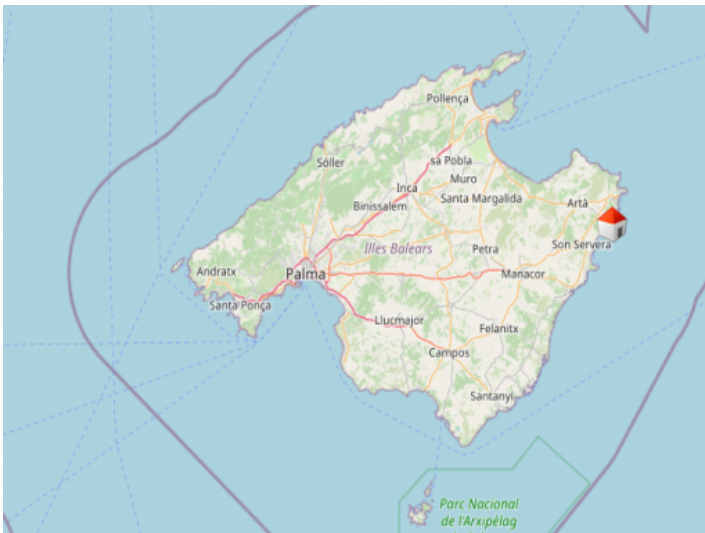 Pollença
Sóller
sa Pobla
Muro
Inca
Santa Margalida
Binissalem
Artà
Illes Balears
Petra
Son Servera
Andratx
Palma
Manacor
Santa Ponça
Llucmajor
Felanitx
Campos
Santanyí
Parc Nacional
de l'Arxipèlag